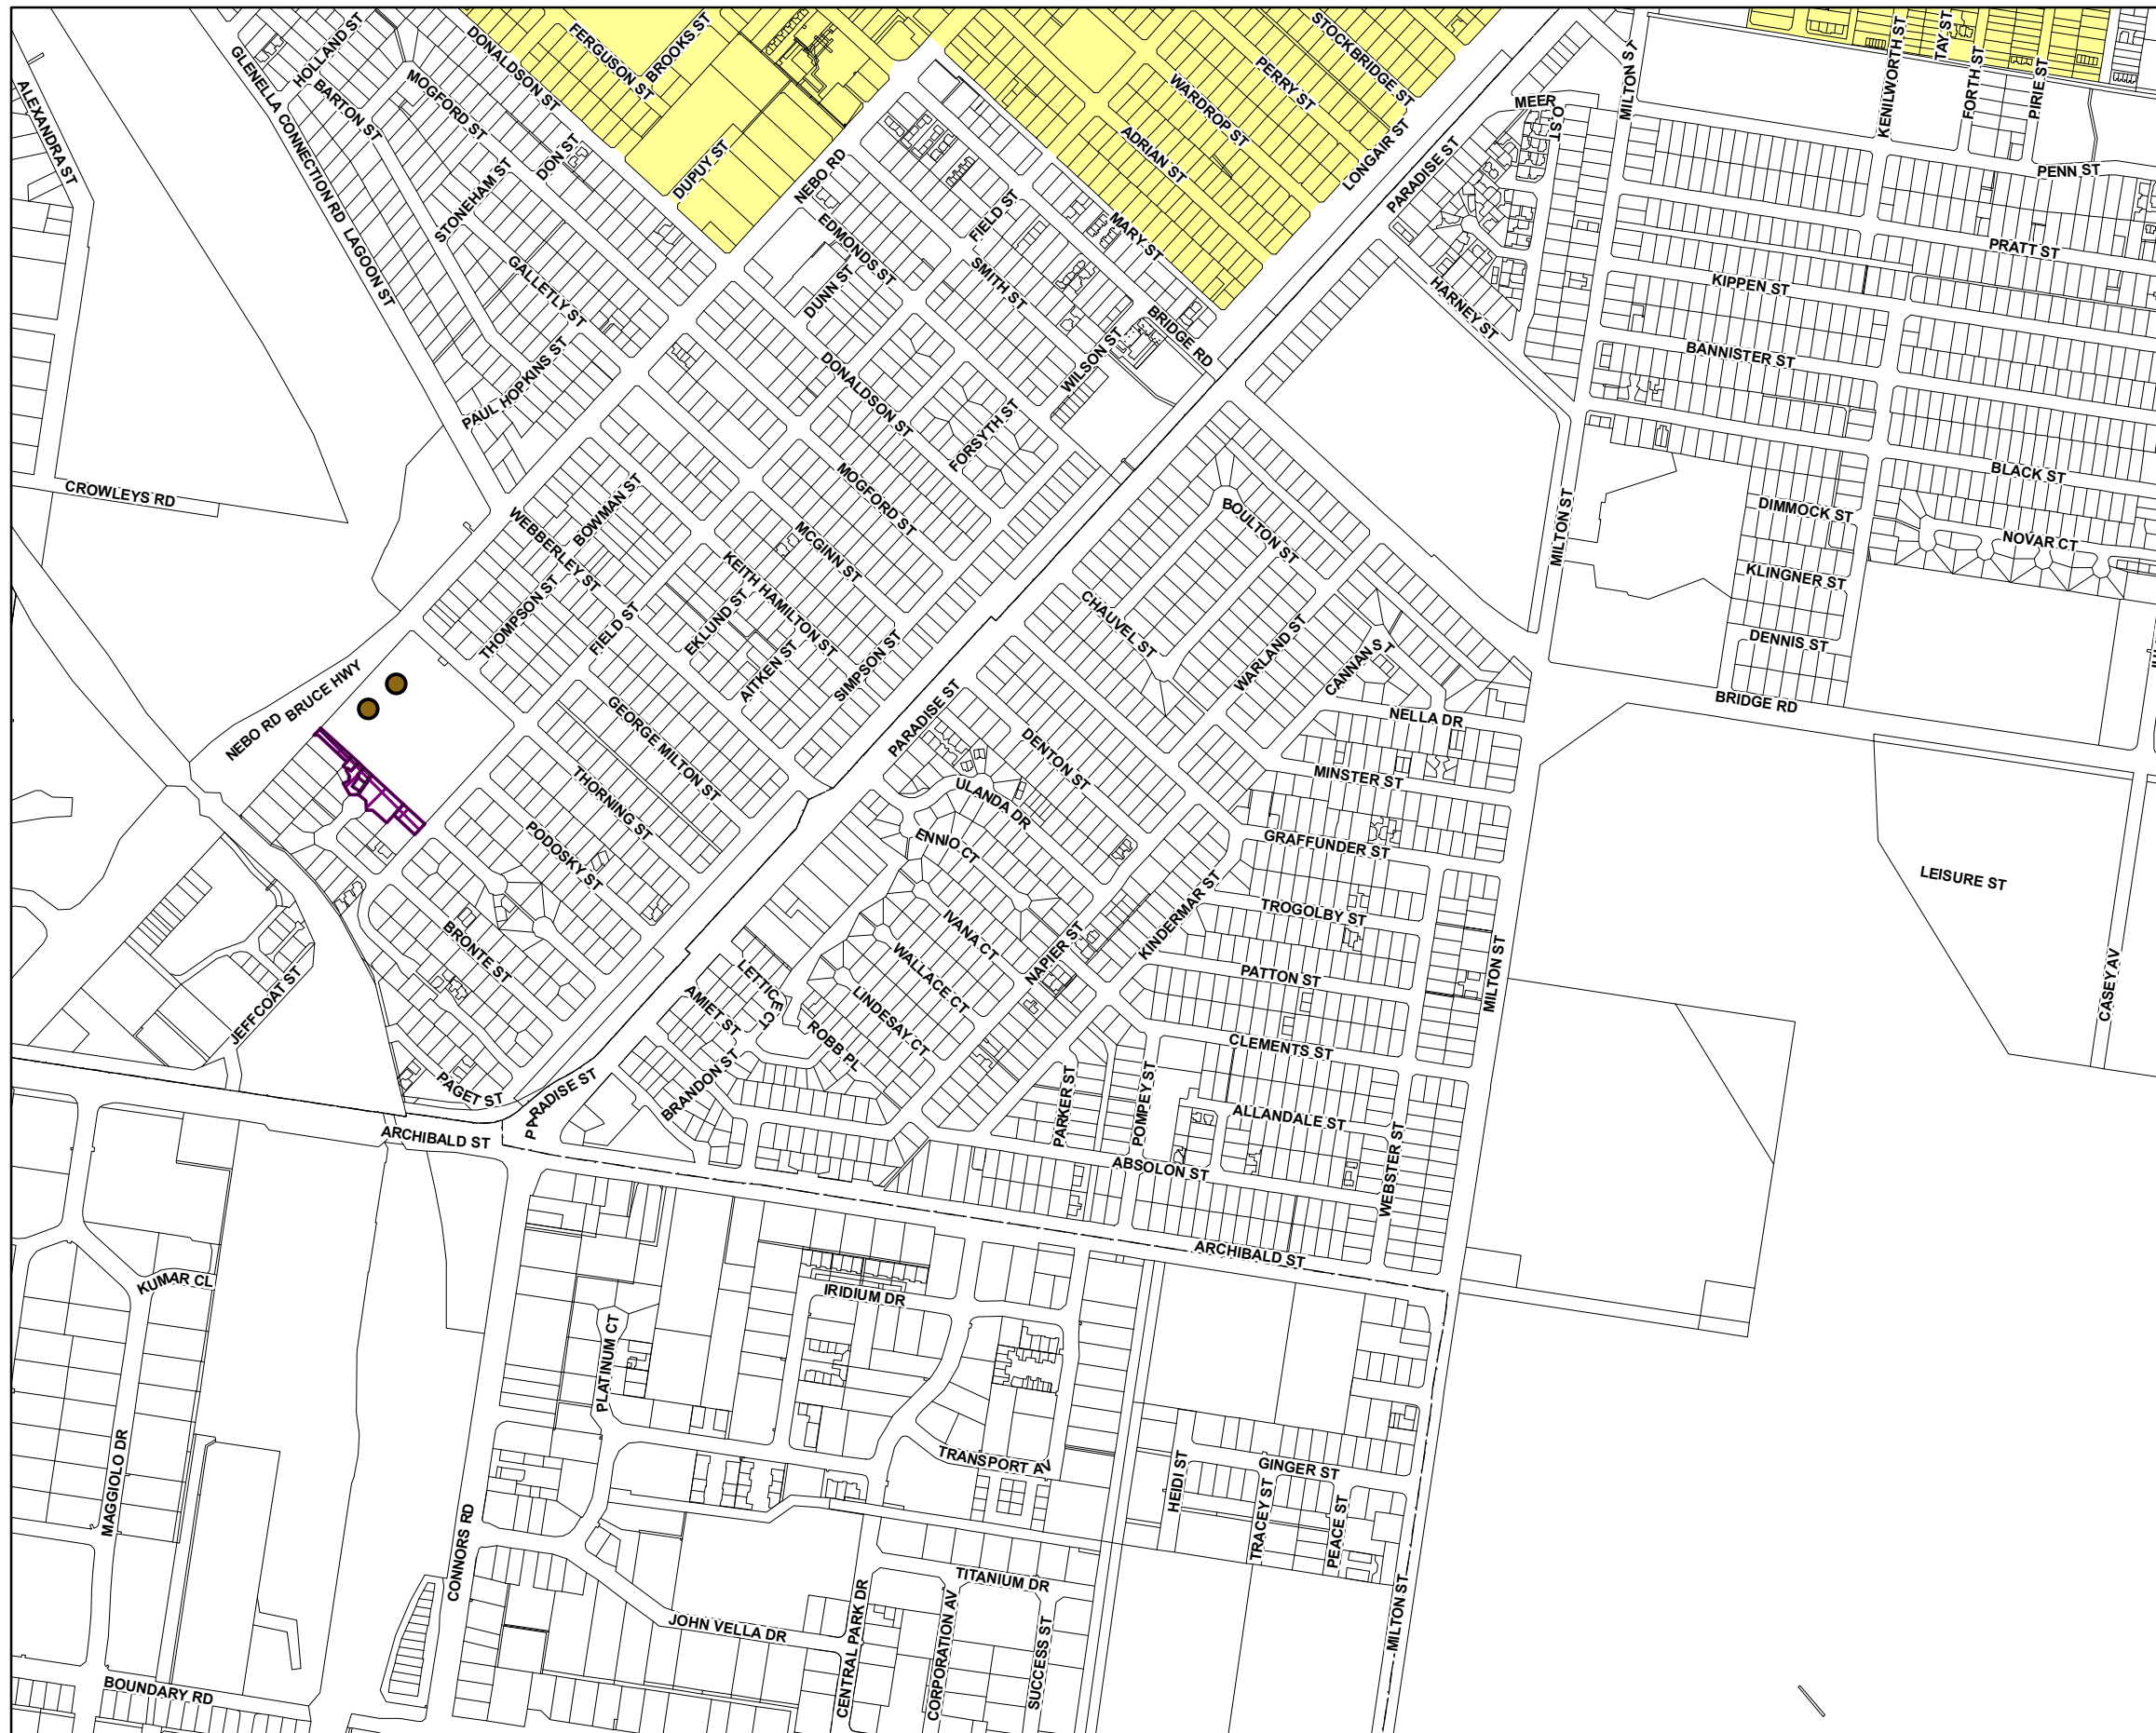 GLENELLA CONNECTION RD
HOLLAND ST
BARTON ST
MOGFORD ST
DONALDSON ST
FERGUSON ST
BROOKS ST
STOCKBRIDGE ST
PERRY ST
WARDROP ST
ADRIAN ST
LONGAIR ST
MILTON ST
KENILWORTH ST
TAY ST
FORTH ST
PIRIE ST
ALEXANDRA ST
LAGOON ST
STONEHAM ST
DON ST
DUPUY ST
NEBO RD
EDMONDS ST
FIELD ST
MARY ST
PARADISE ST
MEER
O ST
PENN ST
PRATT ST
GALLETLY ST
DUNN ST
SMITH ST
BRIDGE RD
HARNEY ST
KIPPEN ST
BANNISTER ST
PAUL HOPKINS ST
DONALDSON ST
WILSON ST
FORSYTH ST
BLACK ST
CROWLEYS RD
WEBBERLEY ST
BOWMAN ST
MOGFORD ST
MCGINN ST
BOULTON ST
MILTON ST
DIMMOCK ST
NOVAR CT
KLINGNER ST
DENNIS ST
BRIDGE RD
THOMPSON ST
FIELD ST
EKLUND ST
KEITH HAMILTON ST
AITKEN ST
SIMPSON ST
CHAUVEL ST
WARLAND ST
CANNAN ST
NELLA DR
NEBO RD
BRUCE HWY
GEORGE MILTON ST
PARADISE ST
DENTON ST
MINSTER ST
THORNING ST
ULANDA DR
GRAFFUNDER ST
PODOSKY ST
ENNIO CT
TROGOLBY ST
LEISURE ST
BRONTE ST
IVANA CT
NAPIER ST
KINDERMAR ST
PATTON ST
MILTON ST
CASEY AV
JEFFCOAT ST
LETTICE CT
WALLACE CT
AMIET ST
LINDESAY CT
ROBB PL
CLEMENTS ST
PAGET ST
PARADISE ST
BRANDON ST
PARKER ST
POMPEY ST
ALLANDALE ST
ARCHIBALD ST
ABSOLON ST
WEBSTER ST
ARCHIBALD ST
KUMAR CL
IRIDIUM DR
PLATINUM CT
MAGGIOLO DR
TRANSPORT AV
HEIDI ST
GINGER ST
TRACEY ST
PEACE ST
CONNORS RD
TITANIUM DR
JOHN VELLA DR
CENTRAL PARK DR
CORPORATION AV
SUCCESS ST
MILTON ST
BOUNDARY RD